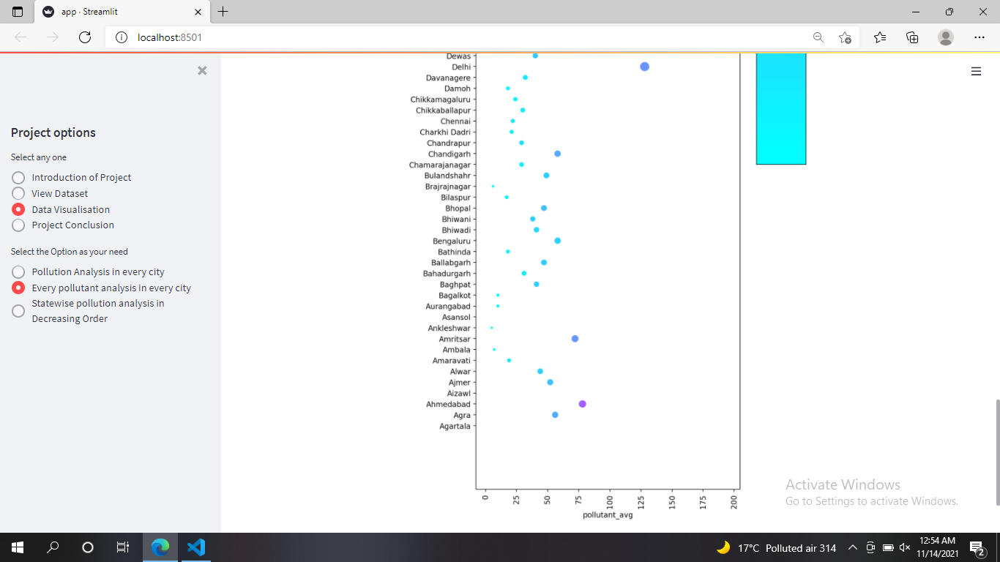 app · Streamlit
localhost:8501
Project options
Select any one
Introduction of Project
View Dataset
Data Visualisation
Project Conclusion
Select the Option as your need
Pollution Analysis in every city
Every pollutant analysis in every city
Statewise pollution analysis in
Decreasing Order
Dewas
Delhi
Davanagere
Damoh
Chikkamagaluru
Chikkaballapur
Chennai
Charkhi Dadri
Chandrapur
Chandigarh
Chamarajanagar
Bulandshahr
Brajrajnagar
Bilaspur
Bhopal
Bhiwani
Bhiwadi
Bengaluru
Bathinda
Ballabgarh
Bahadurgarh
Baghpat
Bagalkot
Aurangabad
Asansol
Ankleshwar
Amritsar
Ambala
Amaravati
Alwar
Ajmer
Aizawl
Ahmedabad
Agra
Agartala
0 25 50 75 100 125 150 175 200
pollutant_avg
Activate Windows
Go to Settings to activate Windows.
17°C Polluted air 314
12:54 AM
11/14/2021
2